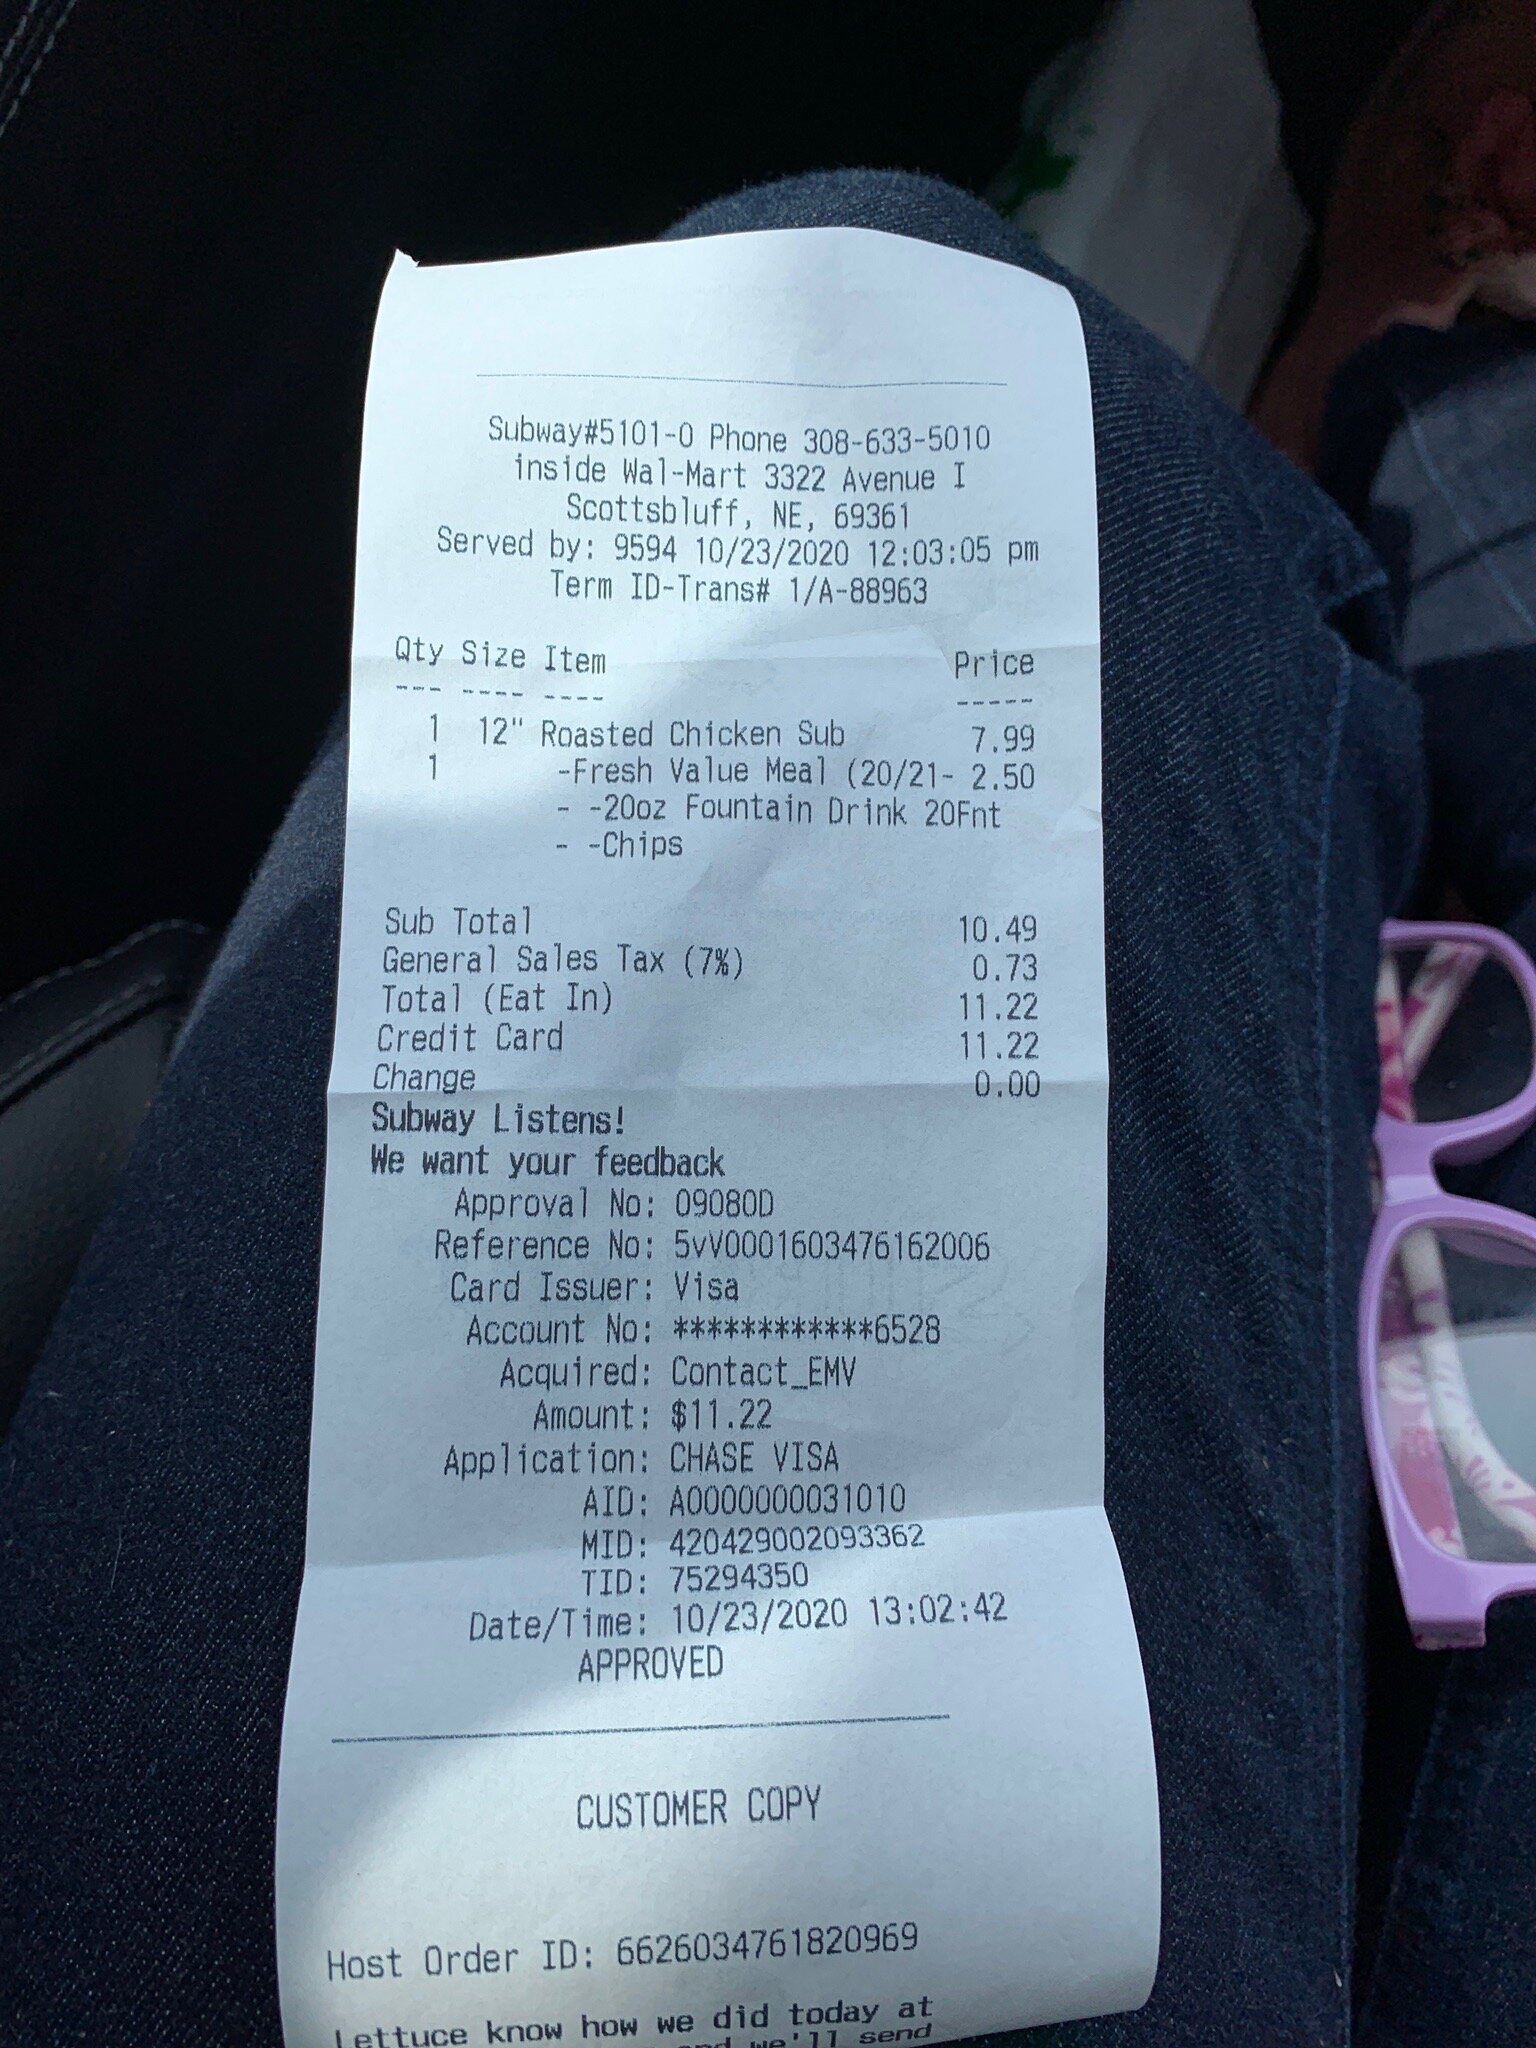 Subway#5101-0 Phone 308-633-5010
inside Wal-Mart 3322 Avenue I
Scottsbluff, NE, 69361
Served by: 9594 10/23/2020 12:03:05 pm
Term ID-Trans# 1/A-88963
Qty Size Item Price
--- ---- ---- -----
1 12" Roasted Chicken Sub 7.99
1 -Fresh Value Meal (20/21- 2.50
- -20oz Fountain Drink 20Fnt
- -Chips
Sub Total 10.49
General Sales Tax (7%) 0.73
Total (Eat In) 11.22
Credit Card 11.22
Change 0.00
Subway Listens!
We want your feedback
Approval No: 09080D
Reference No: 5vV0001603476162006
Card Issuer: Visa
Account No: ************6528
Acquired: Contact_EMV
Amount: $11.22
Application: CHASE VISA
AID: A0000000031010
MID: 420429002093362
TID: 75294350
Date/Time: 10/23/2020 13:02:42
APPROVED
CUSTOMER COPY
Host Order ID: 6626034761820969
Lettuce know how we did today at
and we'll send